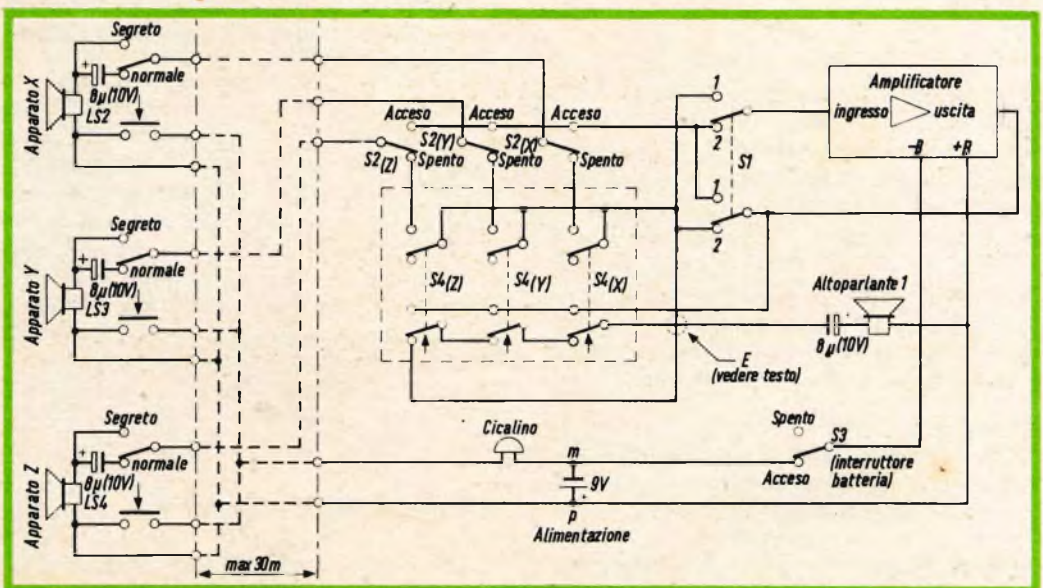 Apparato X
Segreto
+
normale
8µ(10V)
LS2
Apparato Y
Segreto
+
normale
8µ(10V)
LS3
Apparato Z
Segreto
+
normale
8µ(10V)
LS4
max 30m
Acceso
Acceso
Acceso
S2(Y)
S2(X)
S2(Z)
Spento
Spento
Spento
S4(Z)
S4(Y)
S4(X)
1
2
S1
1
2
Amplificatore
ingresso
uscita
-B
+B
Altoparlante 1
8µ(10V)
E
(vedere testo)
Cicalino
m
9V
+
p
Alimentazione
Spento
S3
(interruttore
batteria)
Acceso